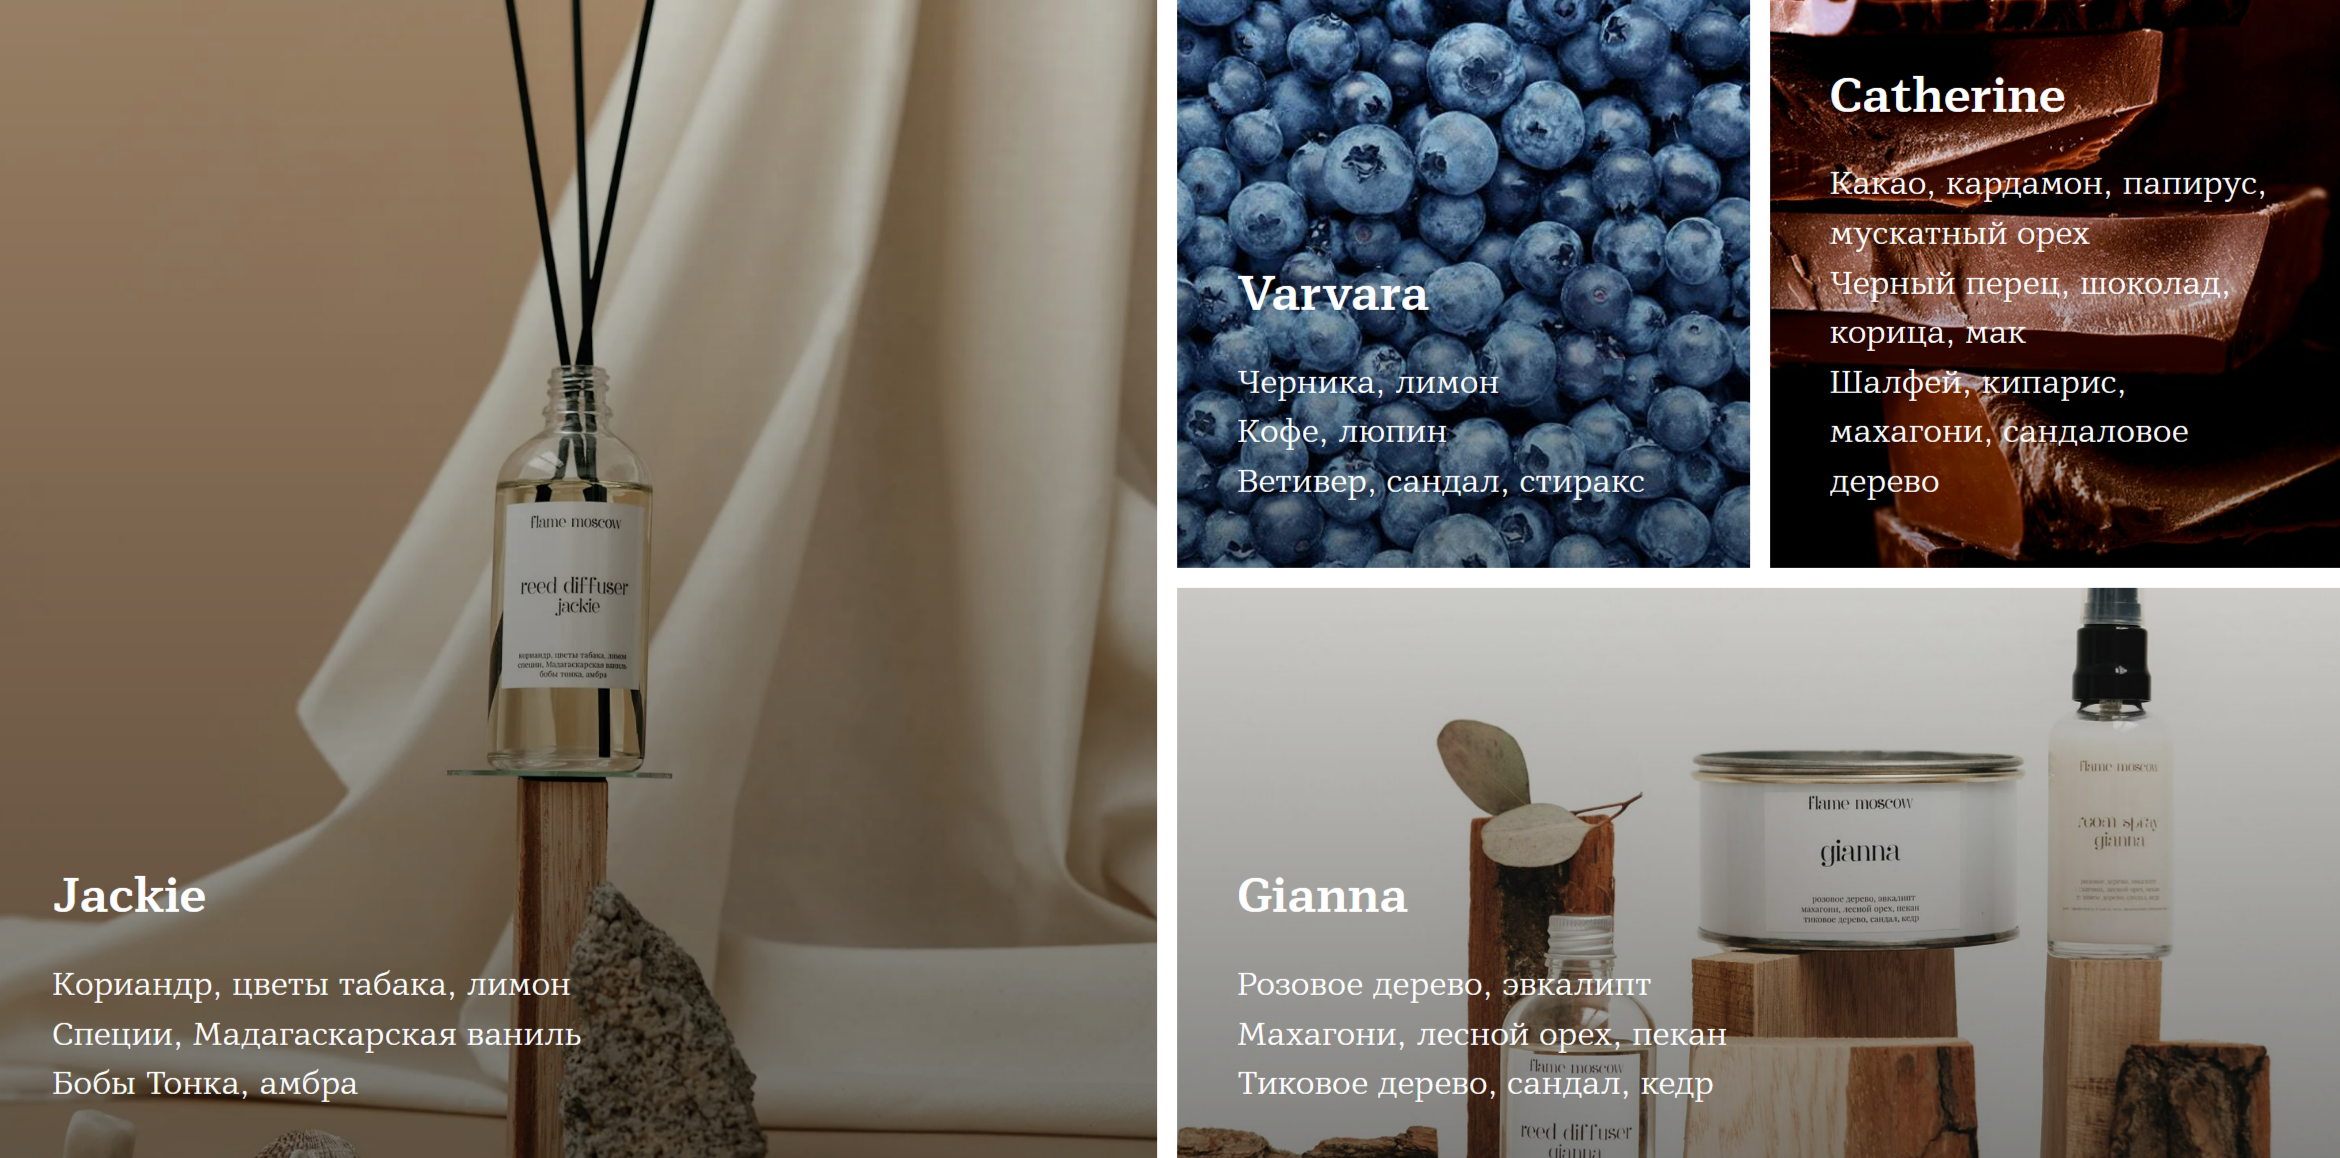 flame moscow
reed diffuser
jackie
кориандр, цветы табака, лимон
специи, Мадагаскарская ваниль
бобы тонка, амбра
Jackie
Кориандр, цветы табака, лимон
Специи, Мадагаскарская ваниль
Бобы Тонка, амбра
Varvara
Черника, лимон
Кофе, люпин
Ветивер, сандал, стиракс
Catherine
Какао, кардамон, папирус,
мускатный орех
Черный перец, шоколад,
корица, мак
Шалфей, кипарис,
махагони, сандаловое
дерево
flame moscow
gianna
розовое дерево, эвкалипт
махагони, лесной орех, пекан
тиковое дерево, сандал, кедр
flame moscow
room spray
gianna
Gianna
Розовое дерево, эвкалипт
Махагони, лесной орех, пекан
Тиковое дерево, сандал, кедр
flame moscow
reed diffuser
gianna